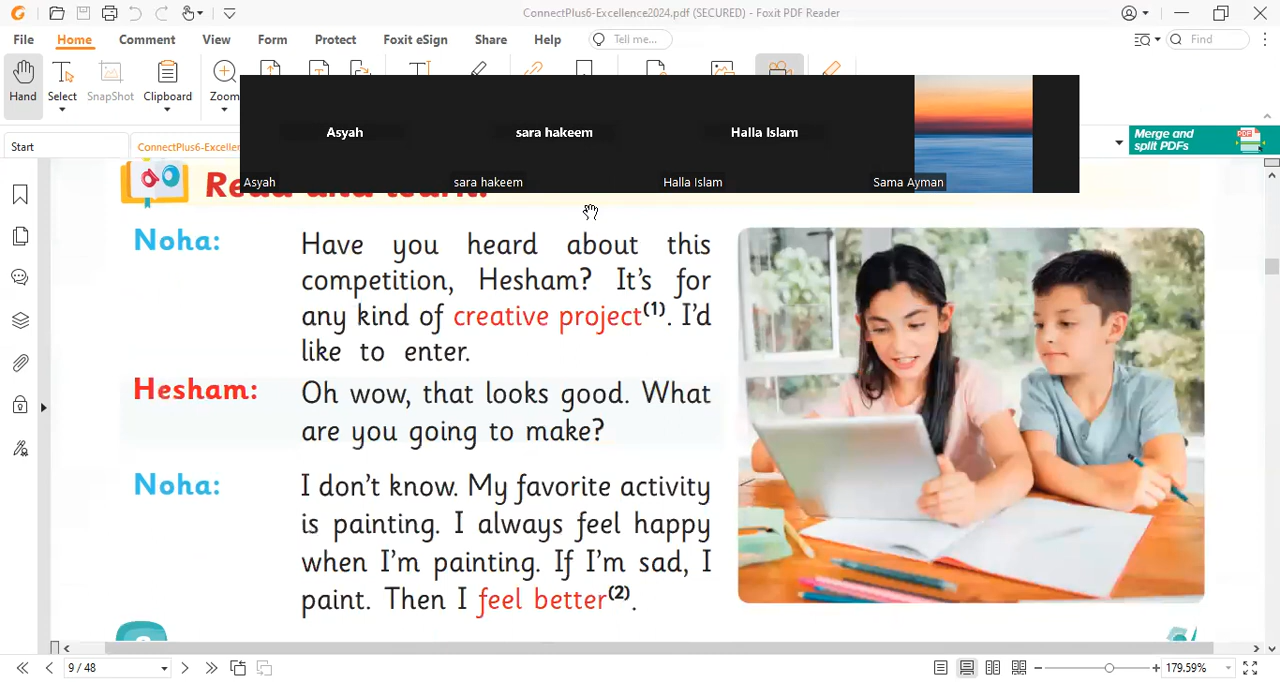 ConnectPlus6-Excellence2024.pdf (SECURED) - Foxit PDF Reader
File Home Comment View Form Protect Foxit eSign Share Help Tell me... Find
Hand Select SnapShot Clipboard Zoom
Asyah sara hakeem Halla Islam
Asyah sara hakeem Halla Islam Sama Ayman
Start ConnectPlus6-Excelle
Merge and
split PDFs
Read and learn:
Noha: Have you heard about this
competition, Hesham? It's for
any kind of creative project(1). I'd
like to enter.
Hesham: Oh wow, that looks good. What
are you going to make?
Noha: I don't know. My favorite activity
is painting. I always feel happy
when I'm painting. If I'm sad, I
paint. Then I feel better(2).
9 / 48 179.59%